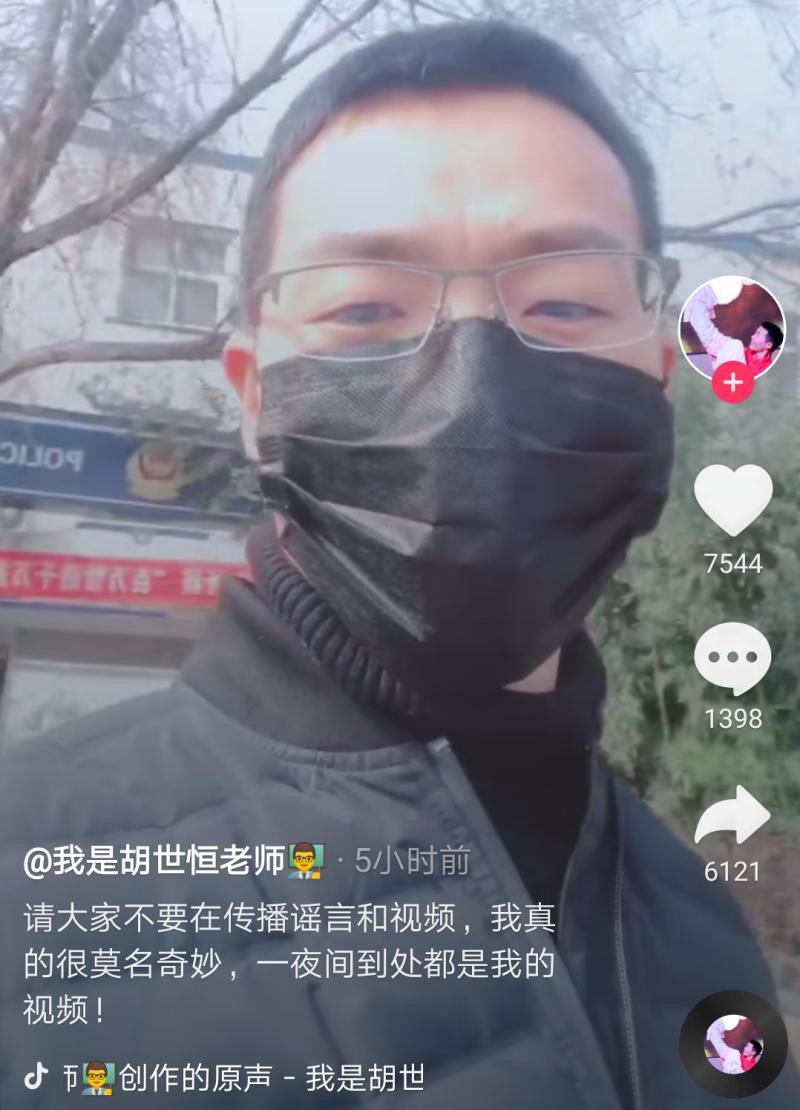 POLIC
7544
1398
6121
@我是胡世恒老师👨‍🏫 · 5小时前
请大家不要在传播谣言和视频，我真
的很莫名奇妙，一夜间到处都是我的
视频！
👨‍🏫创作的原声 - 我是胡世